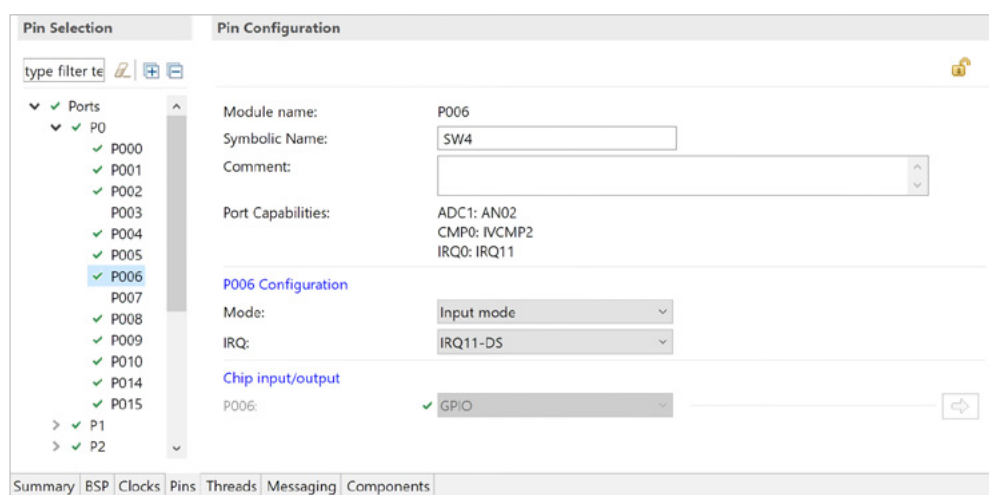 Pin Selection
Pin Configuration
type filter te
Ports
P0
P000
P001
P002
P003
P004
P005
P006
P007
P008
P009
P010
P014
P015
P1
P2
Module name: P006
Symbolic Name: SW4
Comment:
Port Capabilities: ADC1: AN02
CMP0: IVCMP2
IRQ0: IRQ11
P006 Configuration
Mode: Input mode
IRQ: IRQ11-DS
Chip input/output
P006: GPIO
Summary BSP Clocks Pins Threads Messaging Components